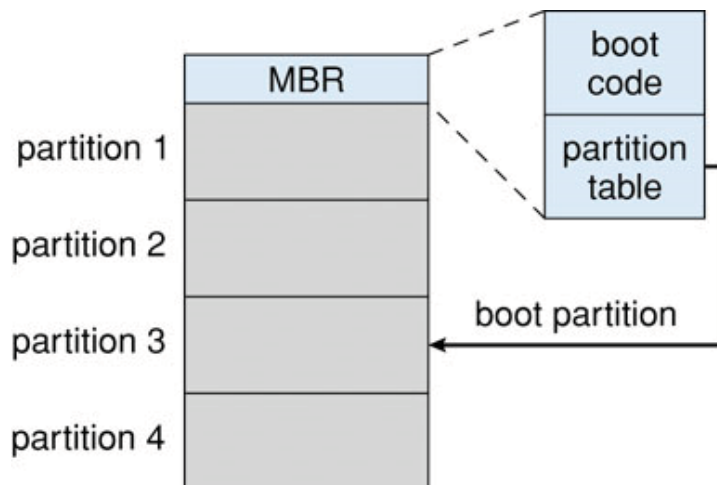 MBR
boot
code
partition
table
partition 1
partition 2
partition 3
partition 4
boot partition